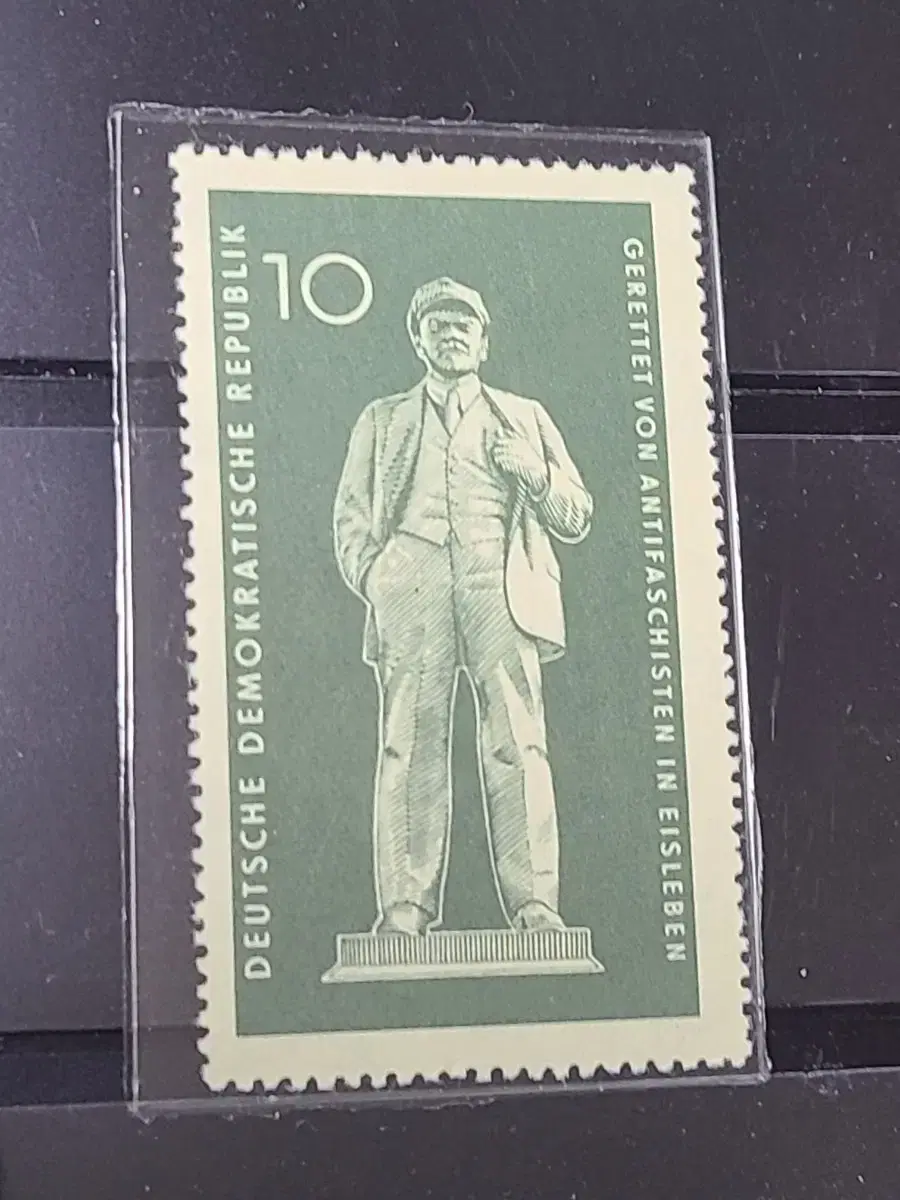 DEUTSCHE DEMOKRATISCHE REPUBLIK
10
GERETTET VON ANTIFASCHISTEN IN EISLEBEN